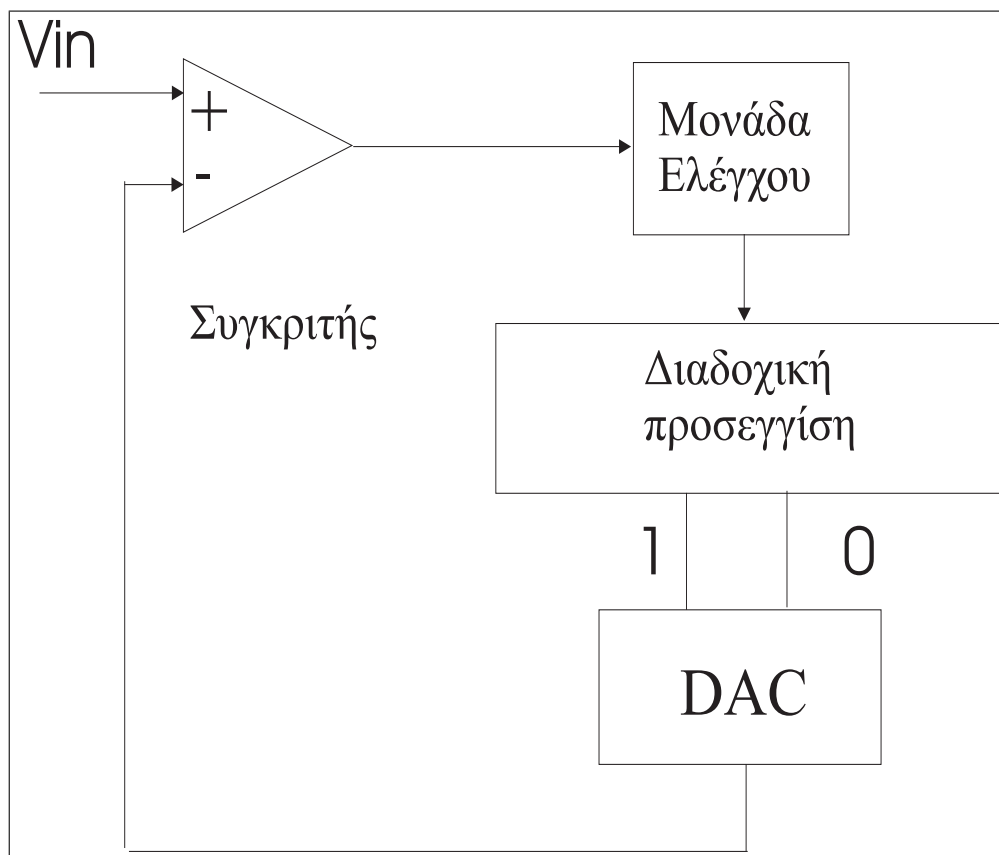 Vin
+
-
Μονάδα
Ελέγχου
Συγκριτής
Διαδοχική
προσεγγίση
1 0
DAC